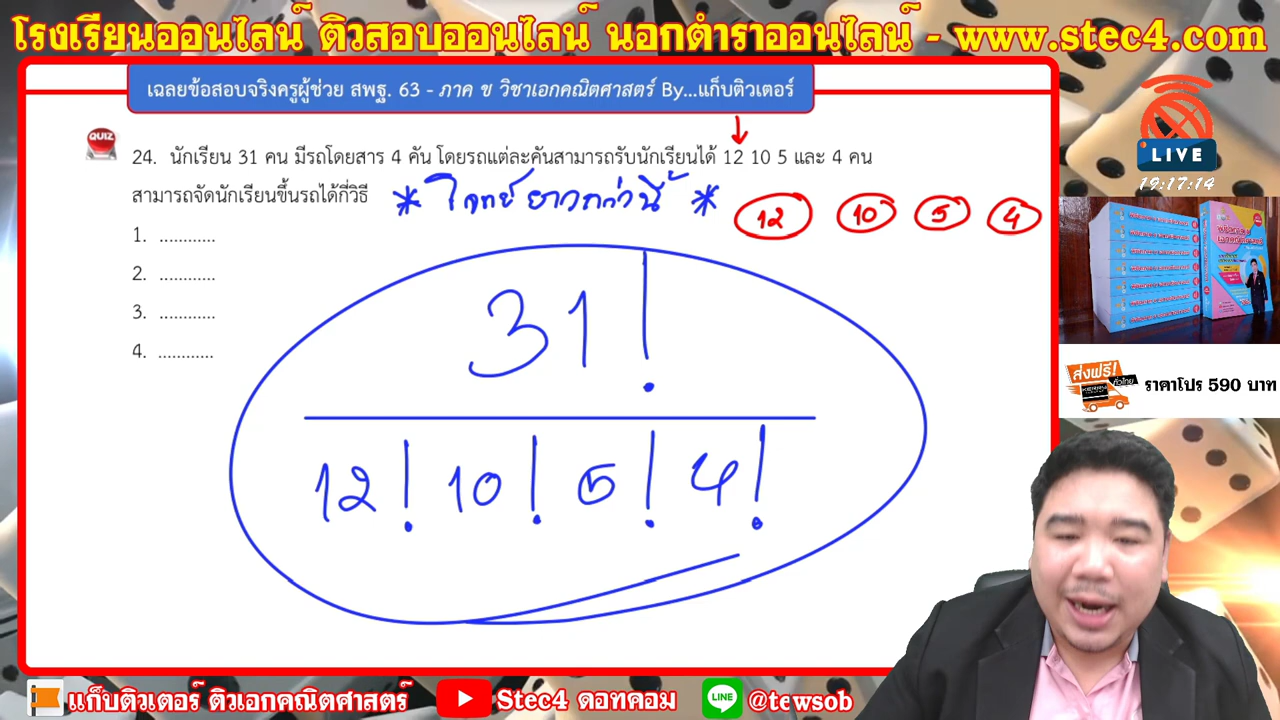 โรงเรียนออนไลน์ ติวสอบออนไลน์ นอกตำราออนไลน์ - www.stec4.com
เฉลยข้อสอบจริงครูผู้ช่วย สพฐ. 63 - ภาค ข วิชาเอกคณิตศาสตร์ By...แก็บติวเตอร์
QUIZ
24. นักเรียน 31 คน มีรถโดยสาร 4 คัน โดยรถแต่ละคันสามารถรับนักเรียนได้ 12 10 5 และ 4 คน
สามารถจัดนักเรียนขึ้นรถได้กี่วิธี
* โจทย์ยาวกว่านี้ *
12 10 5 4
1. ............
2. ............
3. ............
4. ............
31!
12! 10! 5! 4!
LIVE
19:17:14
ส่งฟรี!
ทั่วไทย
ราคาโปร 590 บาท
แก็บติวเตอร์ ติวเอกคณิตศาสตร์
Stec4 ดอทคอม
LINE
@tewsob